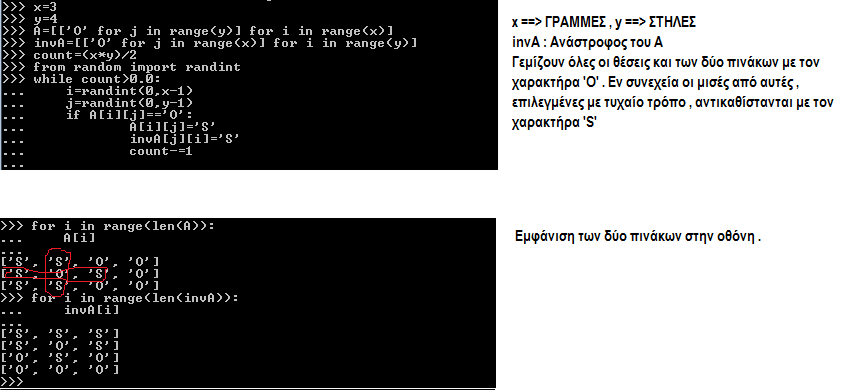 >>> x=3
>>> y=4
>>> A=[['O' for j in range(y)] for i in range(x)]
>>> invA=[['O' for j in range(x)] for i in range(y)]
>>> count=(x*y)/2
>>> from random import randint
>>> while count>0.0:
... i=randint(0,x-1)
... j=randint(0,y-1)
... if A[i][j]=='O':
... A[i][j]='S'
... invA[j][i]='S'
... count-=1
...
x ==> ΓΡΑΜΜΕΣ , y ==> ΣΤΗΛΕΣ
invA : Ανάστροφος του Α
Γεμίζουν όλες οι θέσεις και των δύο πινάκων με τον
χαρακτήρα 'O' . Εν συνεχεία οι μισές από αυτές ,
επιλεγμένες με τυχαίο τρόπο , αντικαθίστανται με τον
χαρακτήρα 'S'
>>> for i in range(len(A)):
... A[i]
...
['S', 'S', 'O', 'O']
['S', 'O', 'S', 'O']
['S', 'S', 'O', 'O']
>>> for i in range(len(invA)):
... invA[i]
...
['S', 'S', 'S']
['S', 'O', 'S']
['O', 'S', 'O']
['O', 'O', 'O']
>>>
Εμφάνιση των δύο πινάκων στην οθόνη .